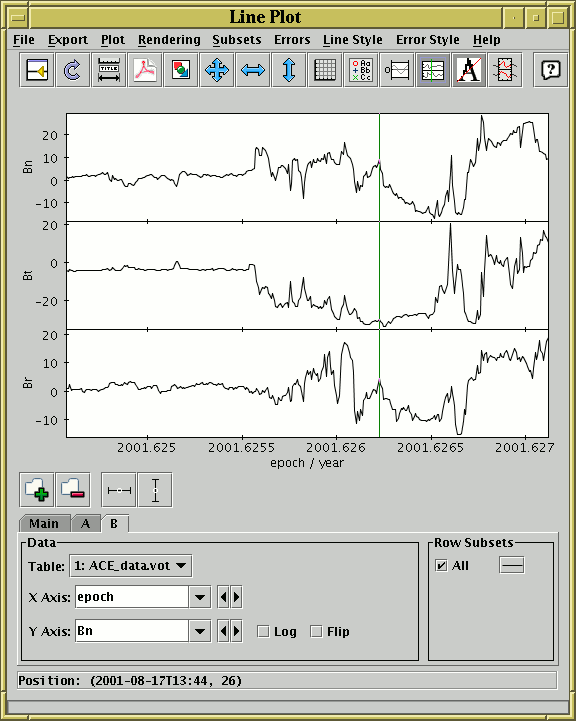 Line Plot
File Export Plot Rendering Subsets Errors Line Style Error Style Help
TITLE
Aa
Bb
Cc
A
?
20
10
0
-10
Bn
20
0
-20
Bt
20
10
0
-10
Br
2001.625 2001.6255 2001.626 2001.6265 2001.627
epoch / year
Main A B
Data
Table: 1: ACE_data.vot
X Axis: epoch
Y Axis: Bn Log Flip
Row Subsets
All
Position: (2001-08-17T13:44, 26)